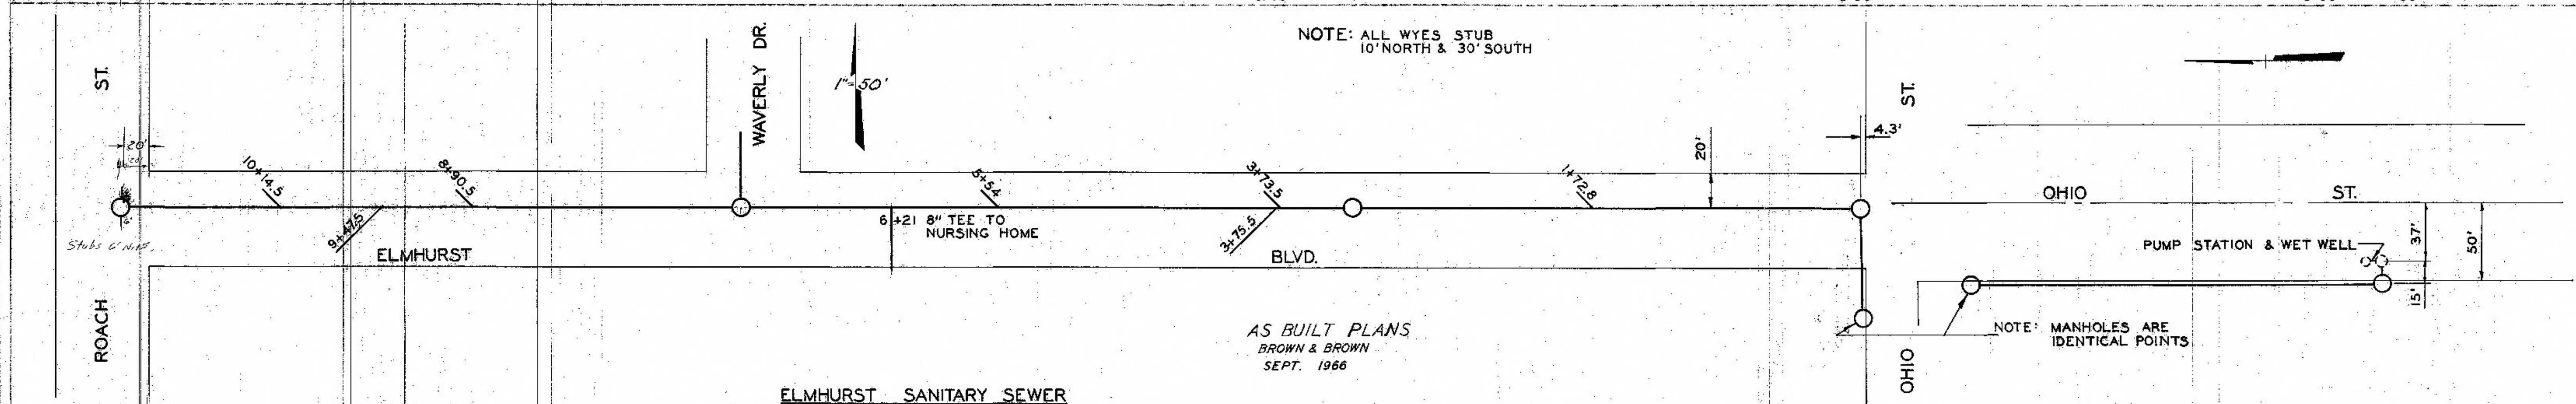 NOTE: ALL WYES STUB
10' NORTH & 30' SOUTH
ROACH ST.
WAVERLY DR.
1"=50'
20'
20'
10+14.5
9+47.5
8+90.5
6+21 8" TEE TO
NURSING HOME
5+54
3+73.5
3+75.5
1+72.8
20'
4.3'
ELMHURST BLVD.
OHIO ST.
OHIO ST.
PUMP STATION & WET WELL
37'
50'
15'
NOTE: MANHOLES ARE
IDENTICAL POINTS
AS BUILT PLANS
BROWN & BROWN
SEPT. 1966
ELMHURST SANITARY SEWER